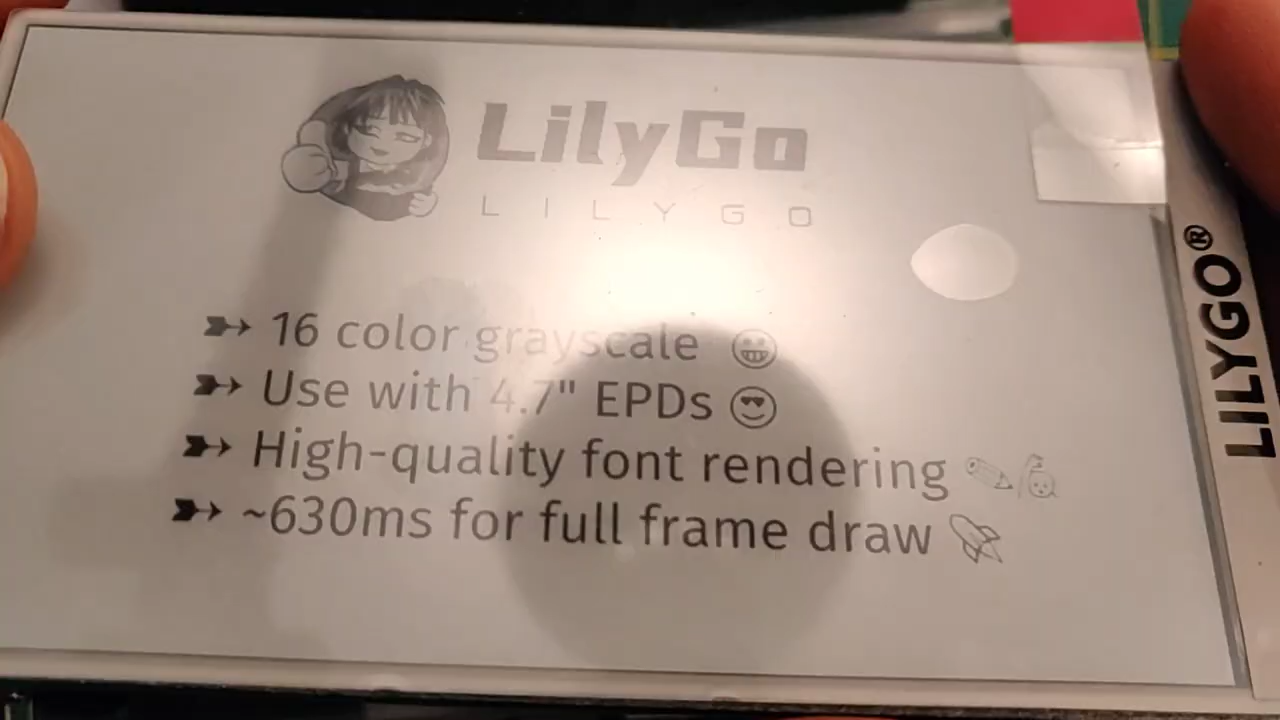 LilyGo
LILYGO
➸ 16 color grayscale 😀
➸ Use with 4.7" EPDs 😎
➸ High-quality font rendering ✎/
➸ ~630ms for full frame draw 🚀
LILYGO®